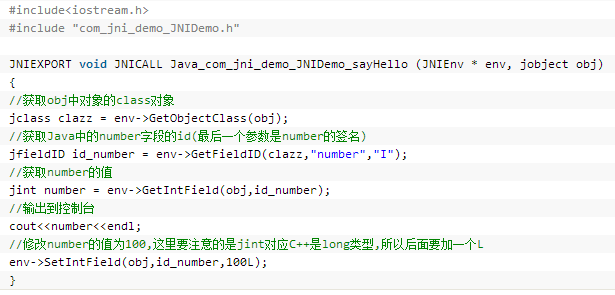 #include<iostream.h>
#include "com_jni_demo_JNIDemo.h"
JNIEXPORT void JNICALL Java_com_jni_demo_JNIDemo_sayHello (JNIEnv * env, jobject obj)
{
//获取obj中对象的class对象
jclass clazz = env->GetObjectClass(obj);
//获取Java中的number字段的id(最后一个参数是number的签名)
jfieldID id_number = env->GetFieldID(clazz,"number","I");
//获取number的值
jint number = env->GetIntField(obj,id_number);
//输出到控制台
cout<<number<<endl;
//修改number的值为100,这里要注意的是jint对应C++是long类型,所以后面要加一个L
env->SetIntField(obj,id_number,100L);
}